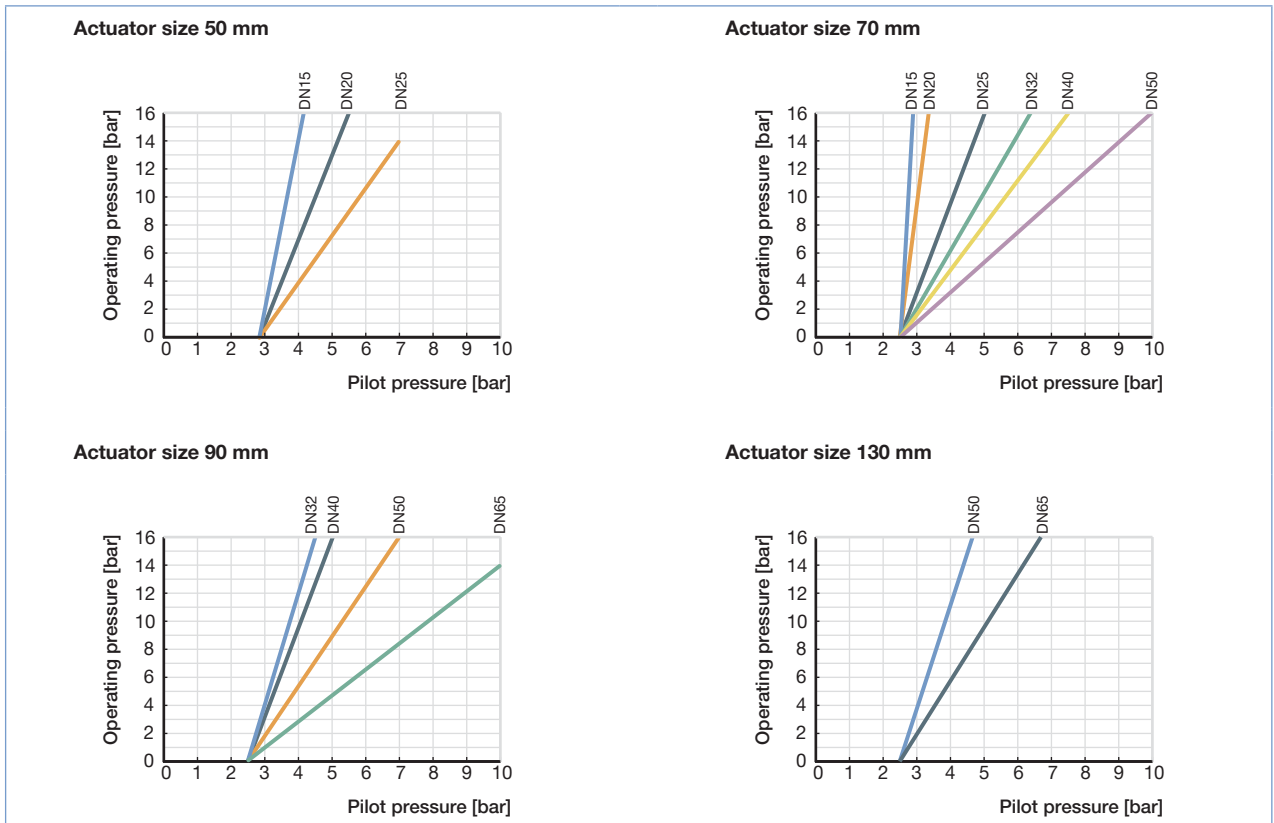 Actuator size 50 mm
DN15 DN20 DN25
Operating pressure [bar]
16
14
12
10
8
6
4
2
0
0 1 2 3 4 5 6 7 8 9 10
Pilot pressure [bar]
Actuator size 70 mm
DN15 DN20 DN25 DN32 DN40 DN50
Operating pressure [bar]
16
14
12
10
8
6
4
2
0
0 1 2 3 4 5 6 7 8 9 10
Pilot pressure [bar]
Actuator size 90 mm
DN32 DN40 DN50 DN65
Operating pressure [bar]
16
14
12
10
8
6
4
2
0
0 1 2 3 4 5 6 7 8 9 10
Pilot pressure [bar]
Actuator size 130 mm
DN50 DN65
Operating pressure [bar]
16
14
12
10
8
6
4
2
0
0 1 2 3 4 5 6 7 8 9 10
Pilot pressure [bar]